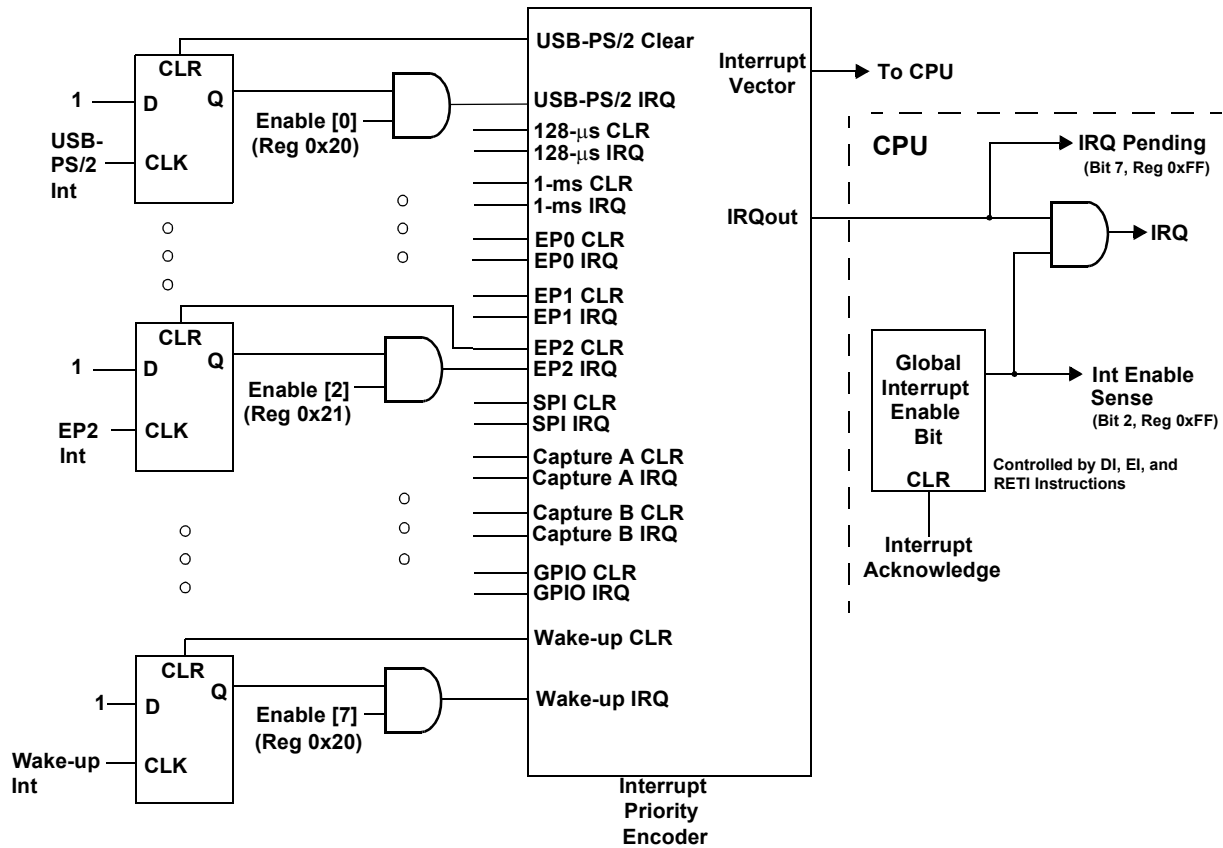 CLR
D
Q
CLK
1
USB-
PS/2
Int
Enable [0]
(Reg 0x20)
CLR
D
Q
CLK
1
EP2
Int
Enable [2]
(Reg 0x21)
CLR
D
Q
CLK
1
Wake-up
Int
Enable [7]
(Reg 0x20)
USB-PS/2 Clear
USB-PS/2 IRQ
128-μs CLR
128-μs IRQ
1-ms CLR
1-ms IRQ
EP0 CLR
EP0 IRQ
EP1 CLR
EP1 IRQ
EP2 CLR
EP2 IRQ
SPI CLR
SPI IRQ
Capture A CLR
Capture A IRQ
Capture B CLR
Capture B IRQ
GPIO CLR
GPIO IRQ
Wake-up CLR
Wake-up IRQ
Interrupt
Vector
IRQout
Interrupt
Priority
Encoder
To CPU
CPU
IRQ Pending
(Bit 7, Reg 0xFF)
IRQ
Global
Interrupt
Enable
Bit
CLR
Int Enable
Sense
(Bit 2, Reg 0xFF)
Controlled by DI, EI, and
RETI Instructions
Interrupt
Acknowledge